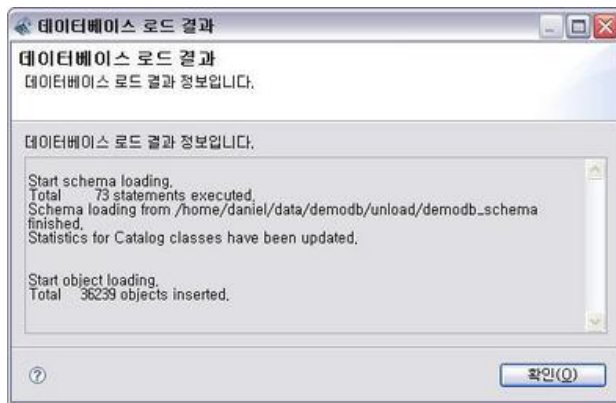 데이터베이스 로드 결과
데이터베이스 로드 결과
데이터베이스 로드 결과 정보입니다.
데이터베이스 로드 결과 정보입니다.
Start schema loading.
Total 73 statements executed.
Schema loading from /home/daniel/data/demodb/unload/demodb_schema
finished.
Statistics for Catalog classes have been updated.
Start object loading.
Total 36239 objects inserted.
확인(O)